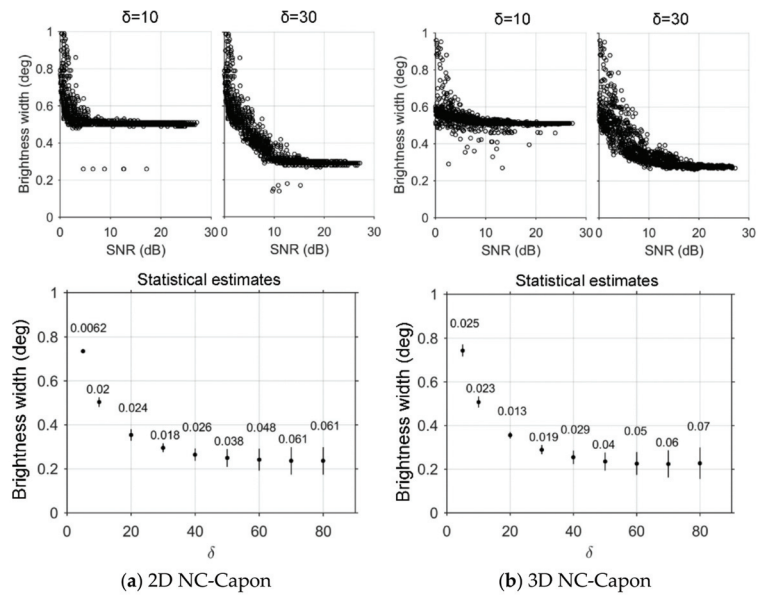 δ=10
δ=30
Brightness width (deg)
1
0.8
0.6
0.4
0.2
0
0 10 20 30 0 10 20 30
SNR (dB) SNR (dB)
δ=10
δ=30
Brightness width (deg)
1
0.8
0.6
0.4
0.2
0
0 10 20 30 0 10 20 30
SNR (dB) SNR (dB)
Statistical estimates
Brightness width (deg)
1
0.8
0.6
0.4
0.2
0
0.0062
0.02
0.024
0.018
0.026
0.038
0.048
0.061
0.061
0 20 40 60 80
δ
(a) 2D NC-Capon
Statistical estimates
Brightness width (deg)
1
0.8
0.6
0.4
0.2
0
0.025
0.023
0.013
0.019
0.029
0.04
0.05
0.06
0.07
0 20 40 60 80
δ
(b) 3D NC-Capon